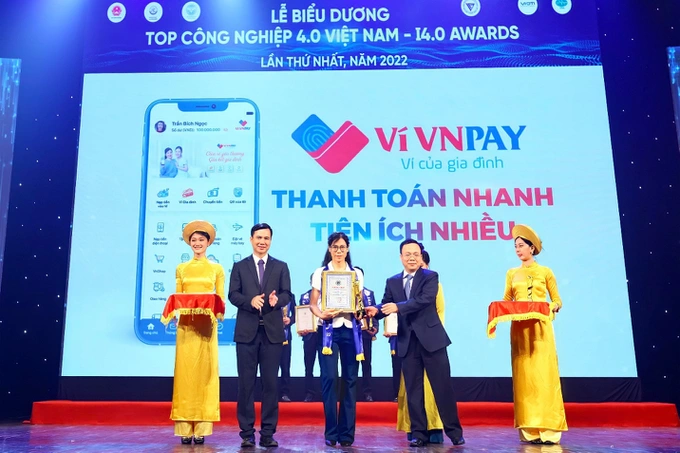 LỄ BIỂU DƯƠNG
TOP CÔNG NGHIỆP 4.0 VIỆT NAM - I4.0 AWARDS
LẦN THỨ NHẤT, NĂM 2022
Trần Bích Ngọc
VÍ VNPAY
Ví của gia đình
THANH TOÁN NHANH
TIỆN ÍCH NHIỀU